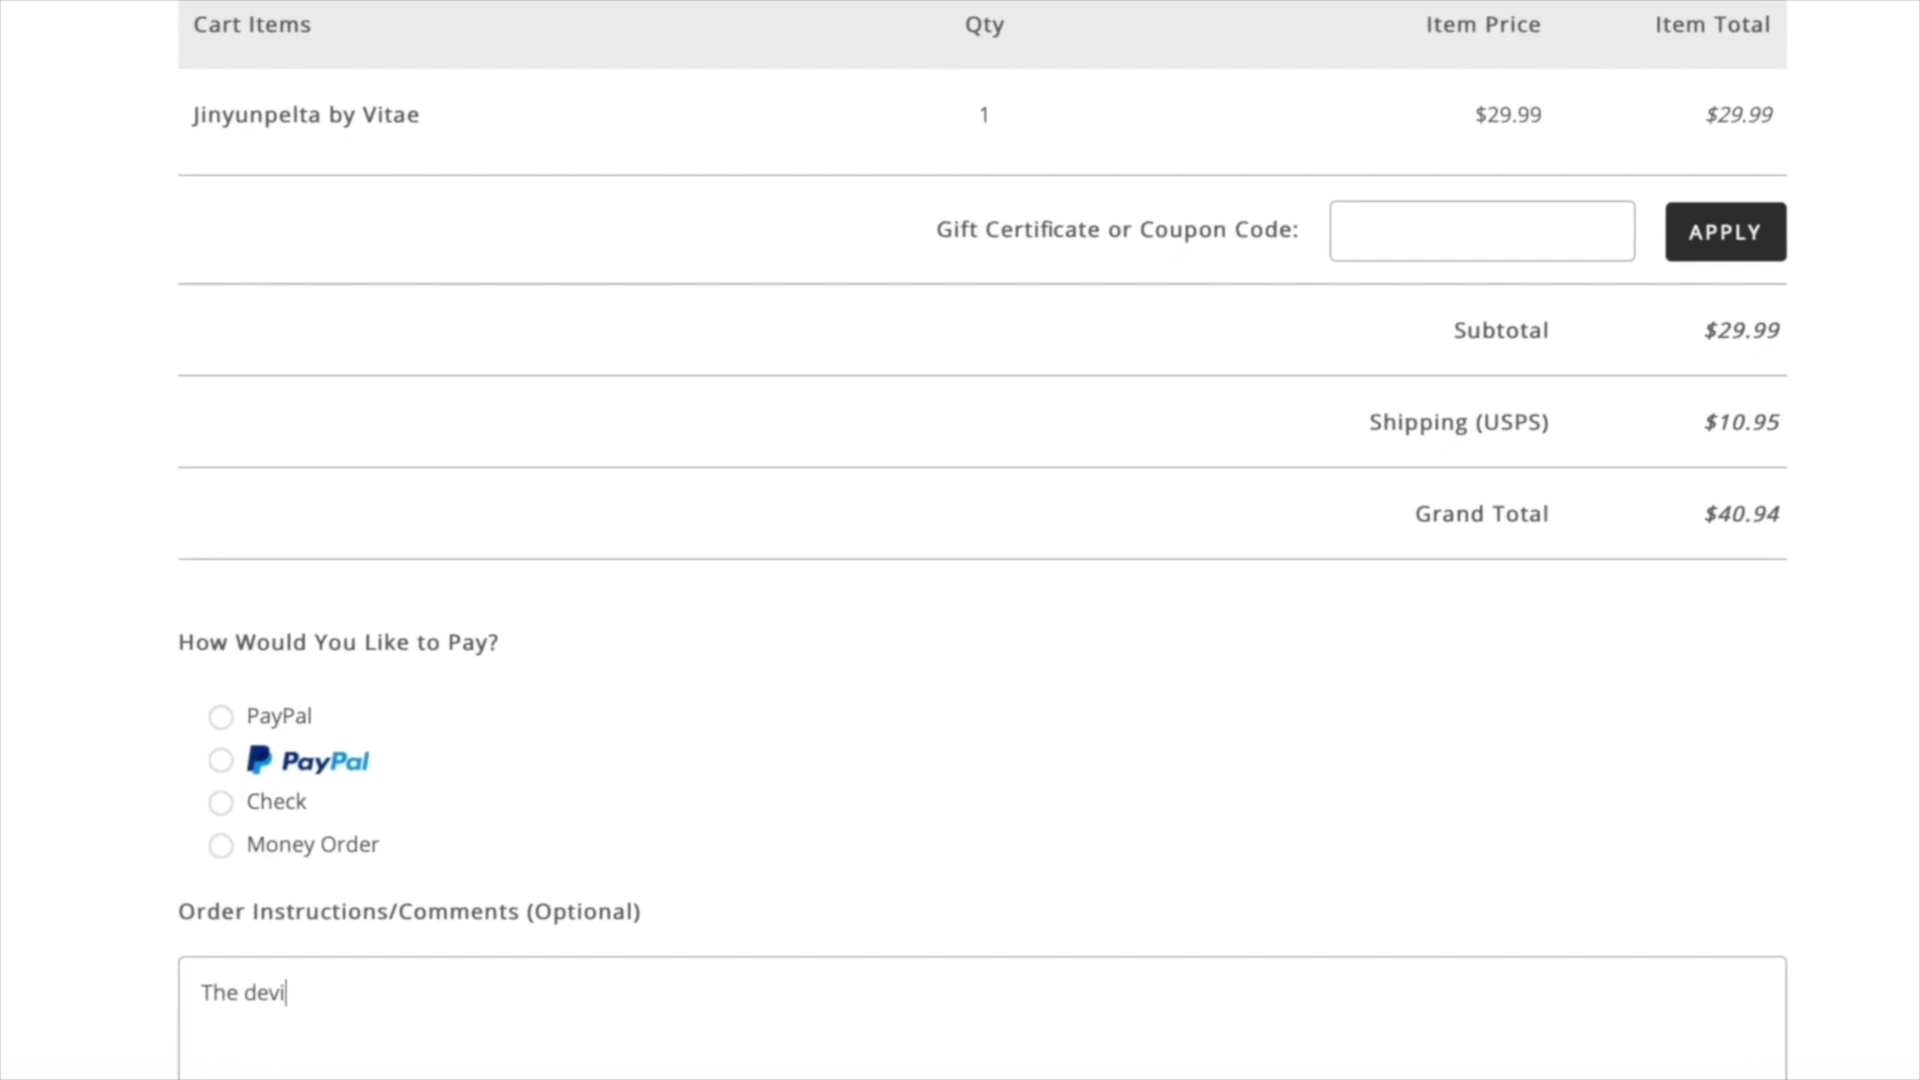 Cart Items Qty Item Price Item Total
Jinyunpelta by Vitae 1 $29.99 $29.99
Gift Certificate or Coupon Code: APPLY
Subtotal $29.99
Shipping (USPS) $10.95
Grand Total $40.94
How Would You Like to Pay?
PayPal
PayPal
Check
Money Order
Order Instructions/Comments (Optional)
The devi